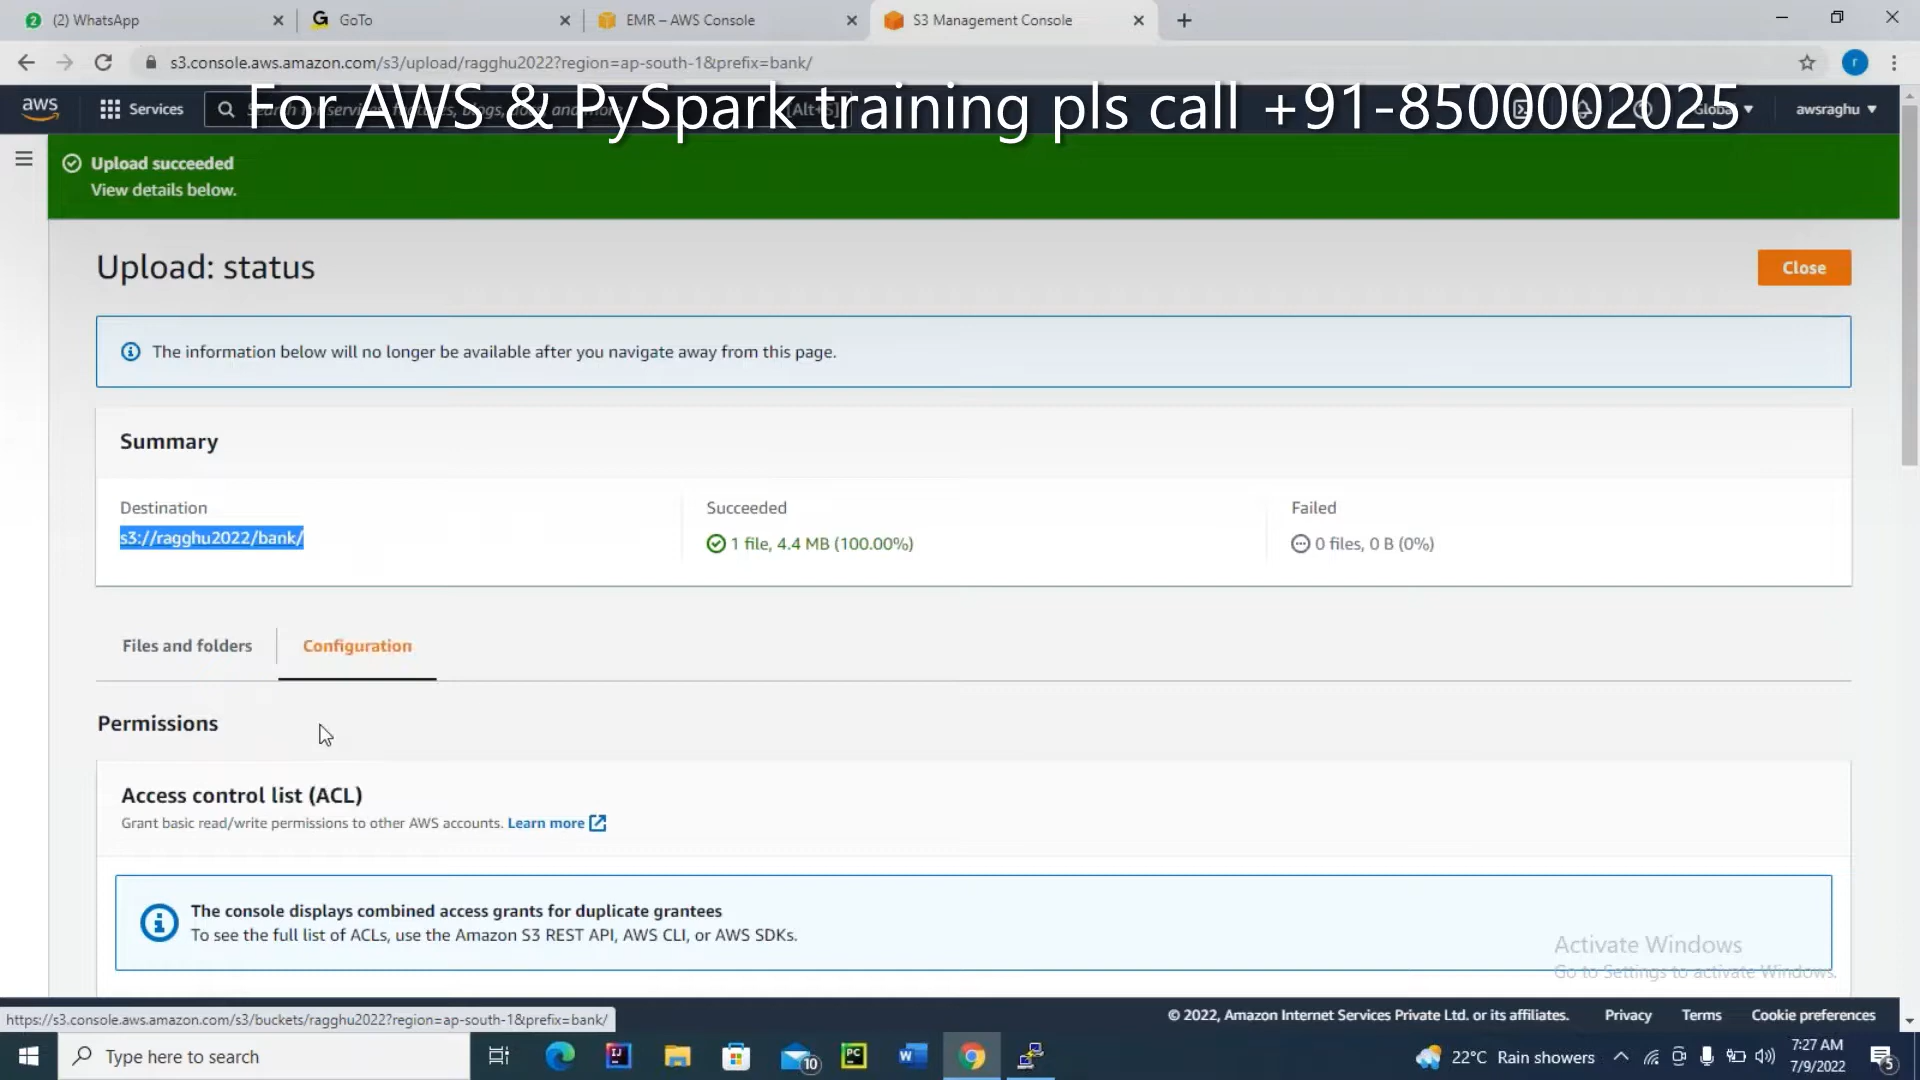 (2) WhatsApp
GoTo
EMR – AWS Console
S3 Management Console
s3.console.aws.amazon.com/s3/upload/ragghu2022?region=ap-south-1&prefix=bank/
For AWS & PySpark training pls call +91-8500002025
aws
Services
[Alt+S]
Global
awsraghu
Upload succeeded
View details below.
Upload: status
Close
The information below will no longer be available after you navigate away from this page.
Summary
Destination
Succeeded
Failed
s3://ragghu2022/bank/
1 file, 4.4 MB (100.00%)
0 files, 0 B (0%)
Files and folders
Configuration
Permissions
Access control list (ACL)
Grant basic read/write permissions to other AWS accounts. Learn more
The console displays combined access grants for duplicate grantees
To see the full list of ACLs, use the Amazon S3 REST API, AWS CLI, or AWS SDKs.
Activate Windows
Go to Settings to activate Windows.
https://s3.console.aws.amazon.com/s3/buckets/ragghu2022?region=ap-south-1&prefix=bank/
© 2022, Amazon Internet Services Private Ltd. or its affiliates.
Privacy
Terms
Cookie preferences
Type here to search
10
22°C Rain showers
7:27 AM
7/9/2022
5